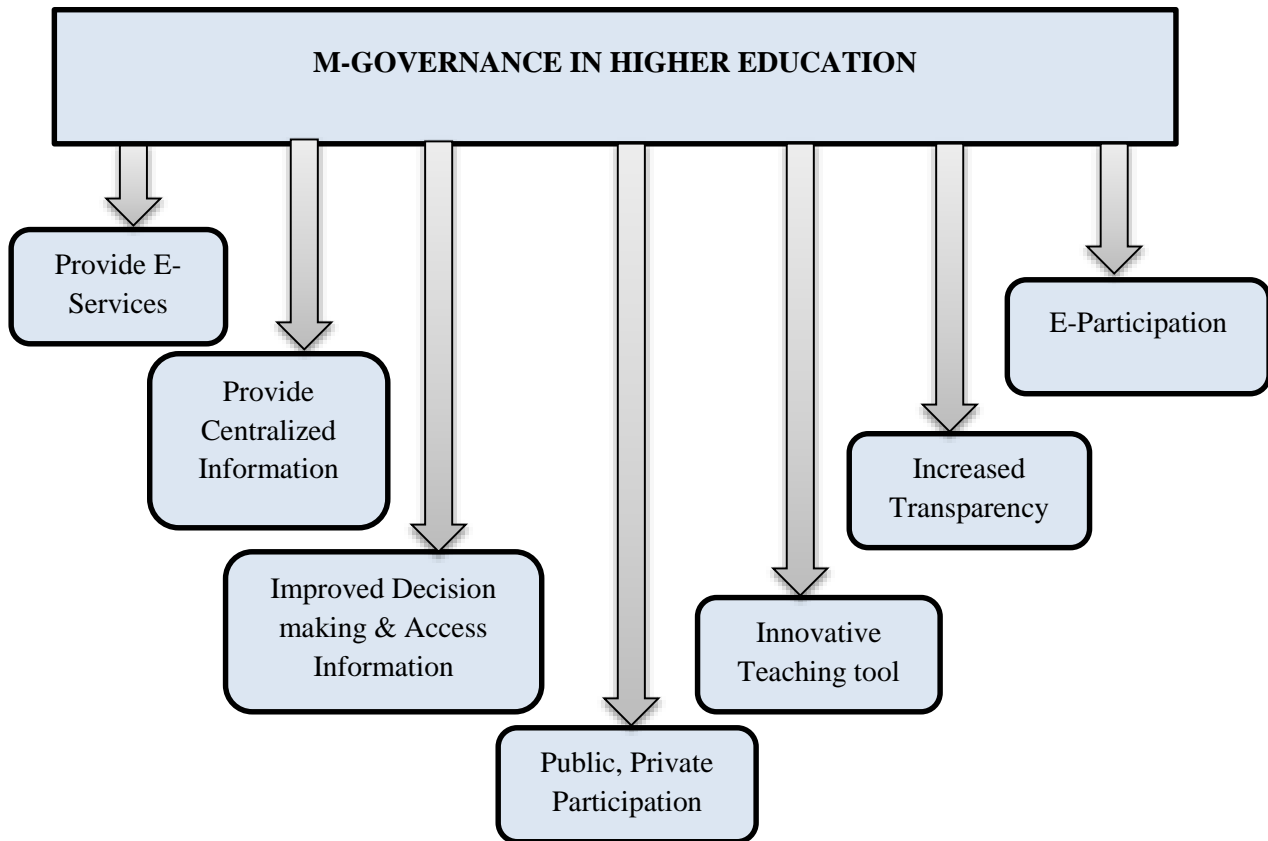 M-GOVERNANCE IN HIGHER EDUCATION
Provide E-
Services
Provide
Centralized
Information
Improved Decision
making & Access
Information
Public, Private
Participation
Innovative
Teaching tool
Increased
Transparency
E-Participation